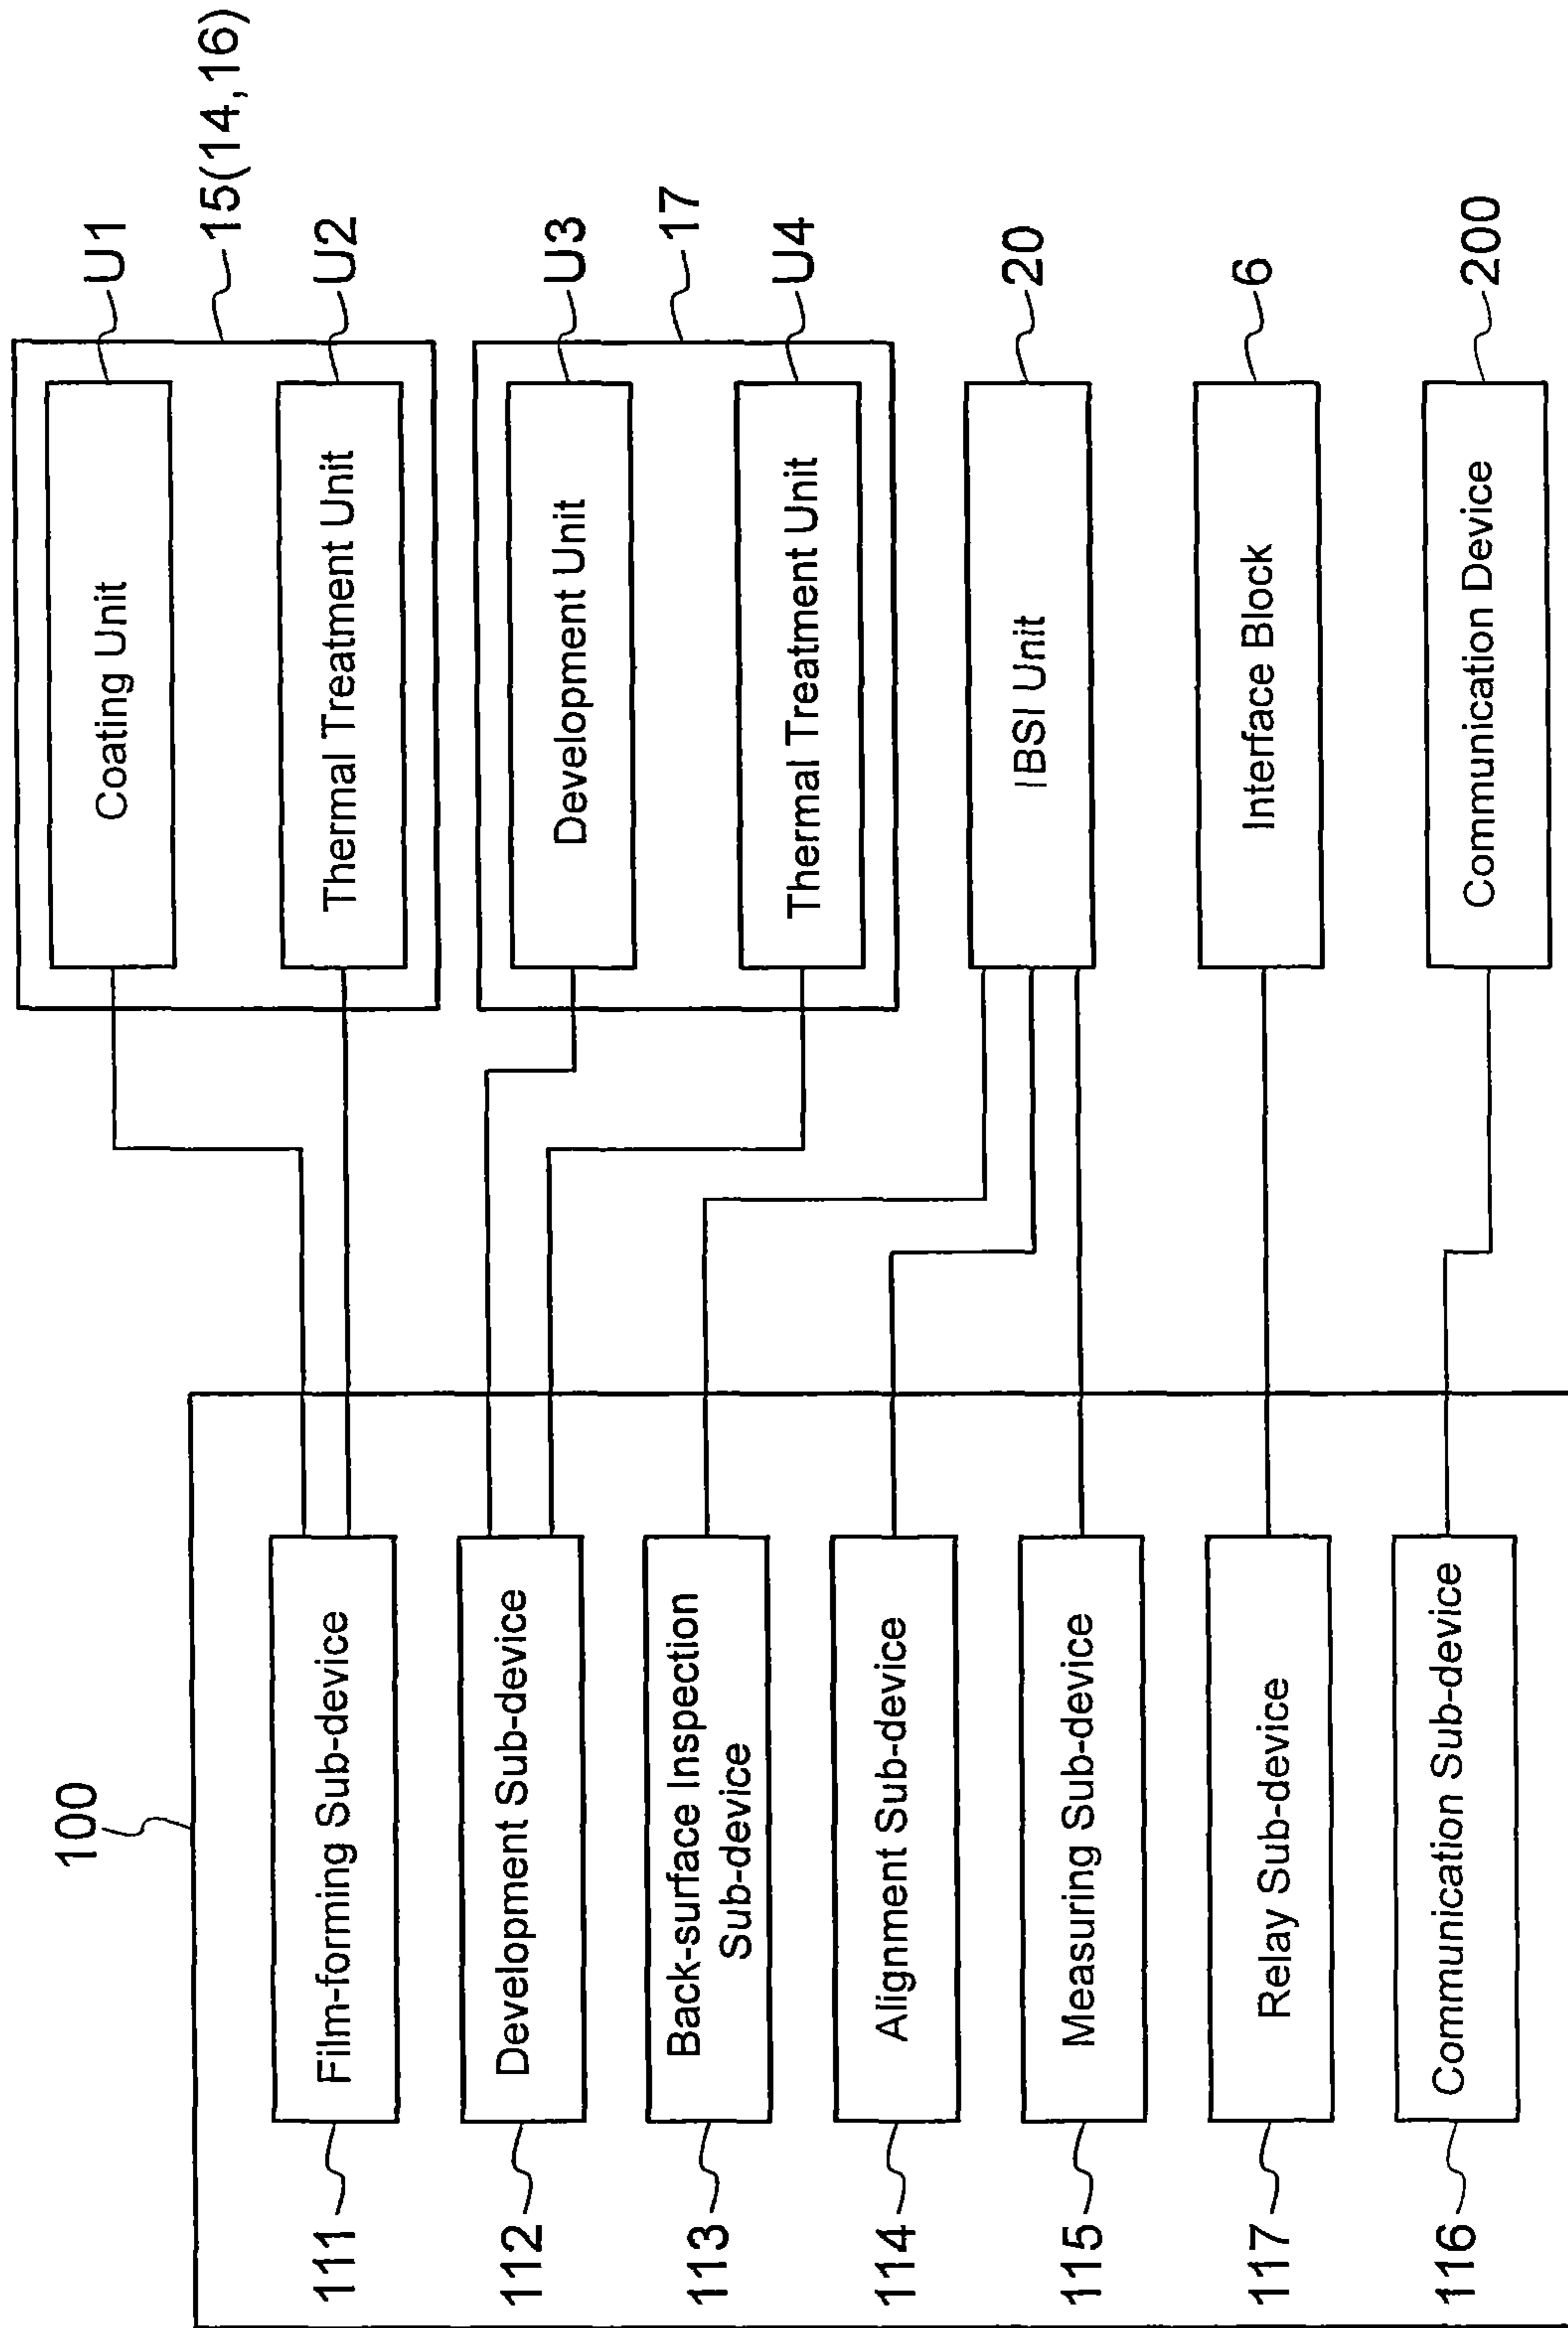 100
111
Film-forming Sub-device
112
Development Sub-device
113
Back-surface Inspection
Sub-device
114
Alignment Sub-device
115
Measuring Sub-device
117
Relay Sub-device
116
Communication Sub-device
Coating Unit
U1
15(14,16)
Thermal Treatment Unit
U2
Development Unit
U3
17
Thermal Treatment Unit
U4
IBSI Unit
20
Interface Block
6
Communication Device
200